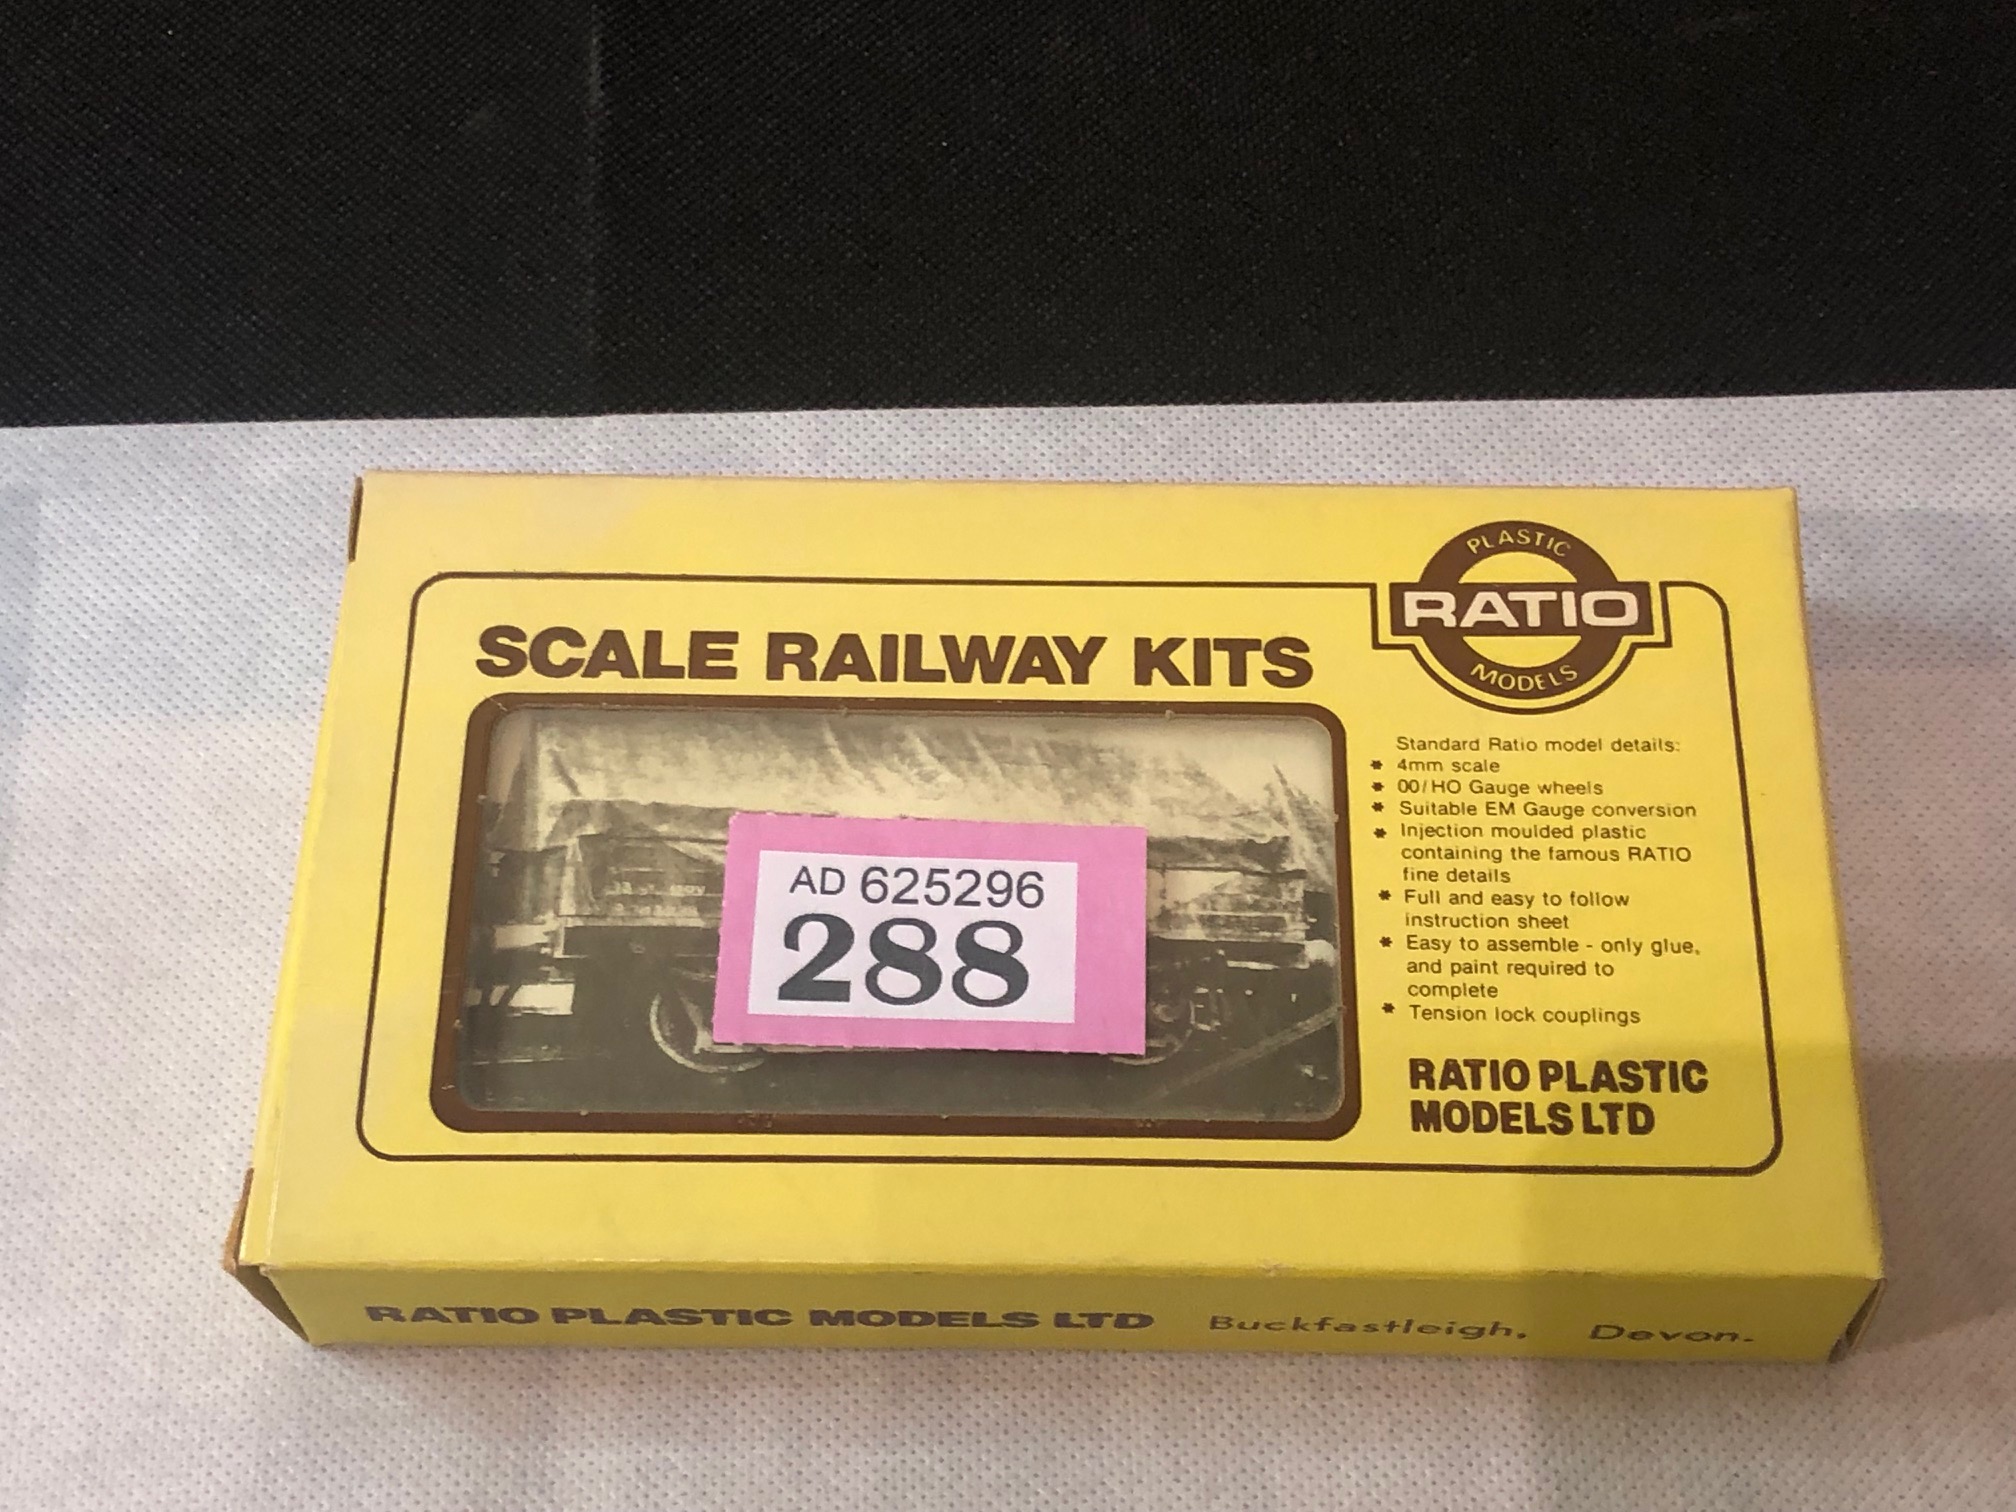 PLASTIC
RATIO
MODELS
SCALE RAILWAY KITS
Standard Ratio model details:
* 4mm scale
* 00/HO Gauge wheels
* Suitable EM Gauge conversion
* Injection moulded plastic
containing the famous RATIO
fine details
* Full and easy to follow
instruction sheet
* Easy to assemble - only glue,
and paint required to
complete
* Tension lock couplings
RATIO PLASTIC
MODELS LTD
AD 625296
288
RATIO PLASTIC MODELS LTD Buckfastleigh, Devon.